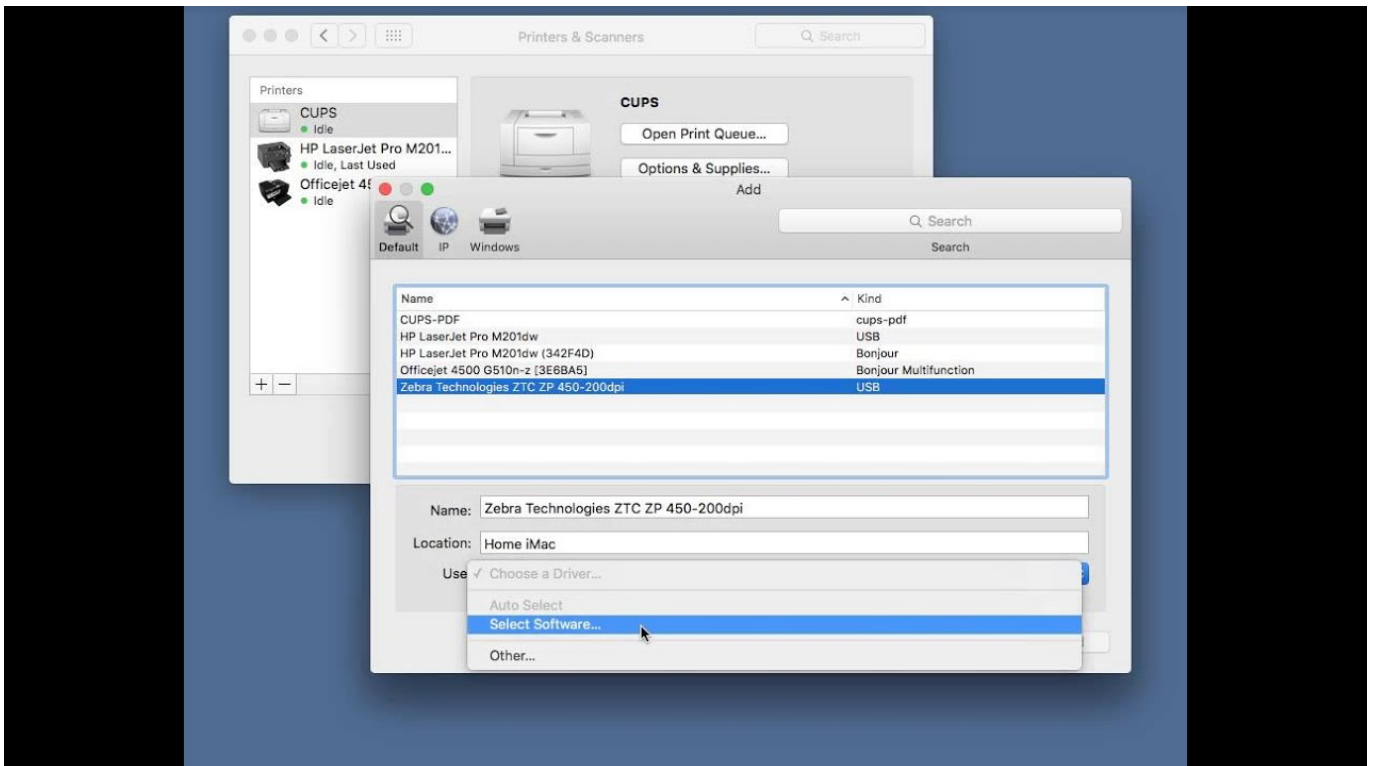 Printers & Scanners
Search
Printers
CUPS
Idle
HP LaserJet Pro M201...
Idle, Last Used
Officejet 45
Idle
CUPS
Open Print Queue...
Options & Supplies...
Add
Default IP Windows
Search
Search
Name Kind
CUPS-PDF cups-pdf
HP LaserJet Pro M201dw USB
HP LaserJet Pro M201dw (342F4D) Bonjour
Officejet 4500 G510n-z [3E6BA5] Bonjour Multifunction
Zebra Technologies ZTC ZP 450-200dpi USB
Name: Zebra Technologies ZTC ZP 450-200dpi
Location: Home iMac
Use ✓ Choose a Driver...
Auto Select
Select Software...
Other...